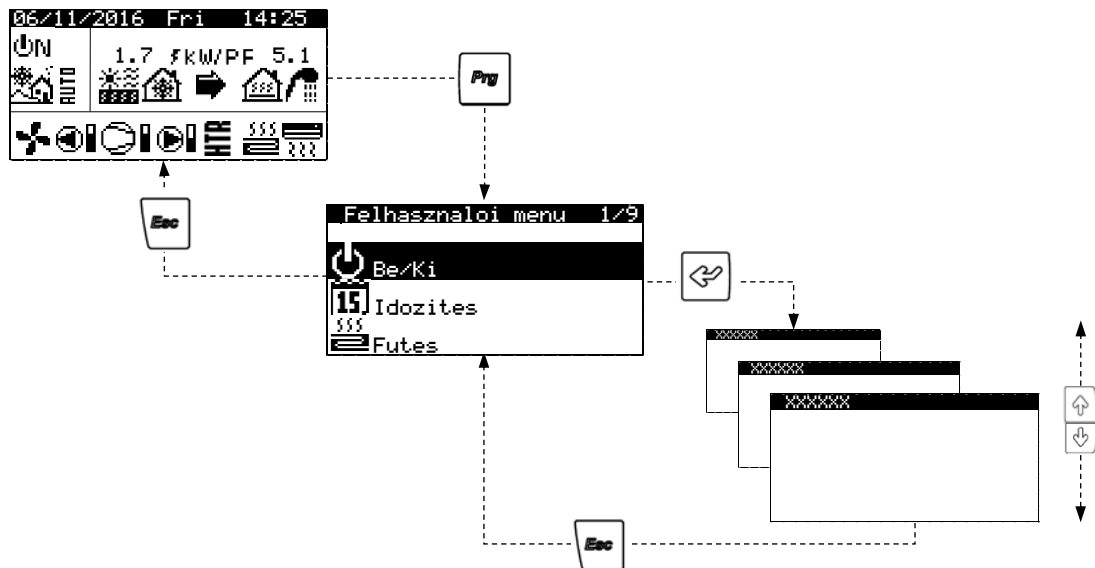 06/11/2016 Fri 14:25
ON
1.7 kW/PF 5.1
AUTO
HTR
Prg
Esc
Felhasznaloi menu 1/9
Be/Ki
15 Idozites
Futes
XXXXXX
XXXXXX
XXXXXX
Esc